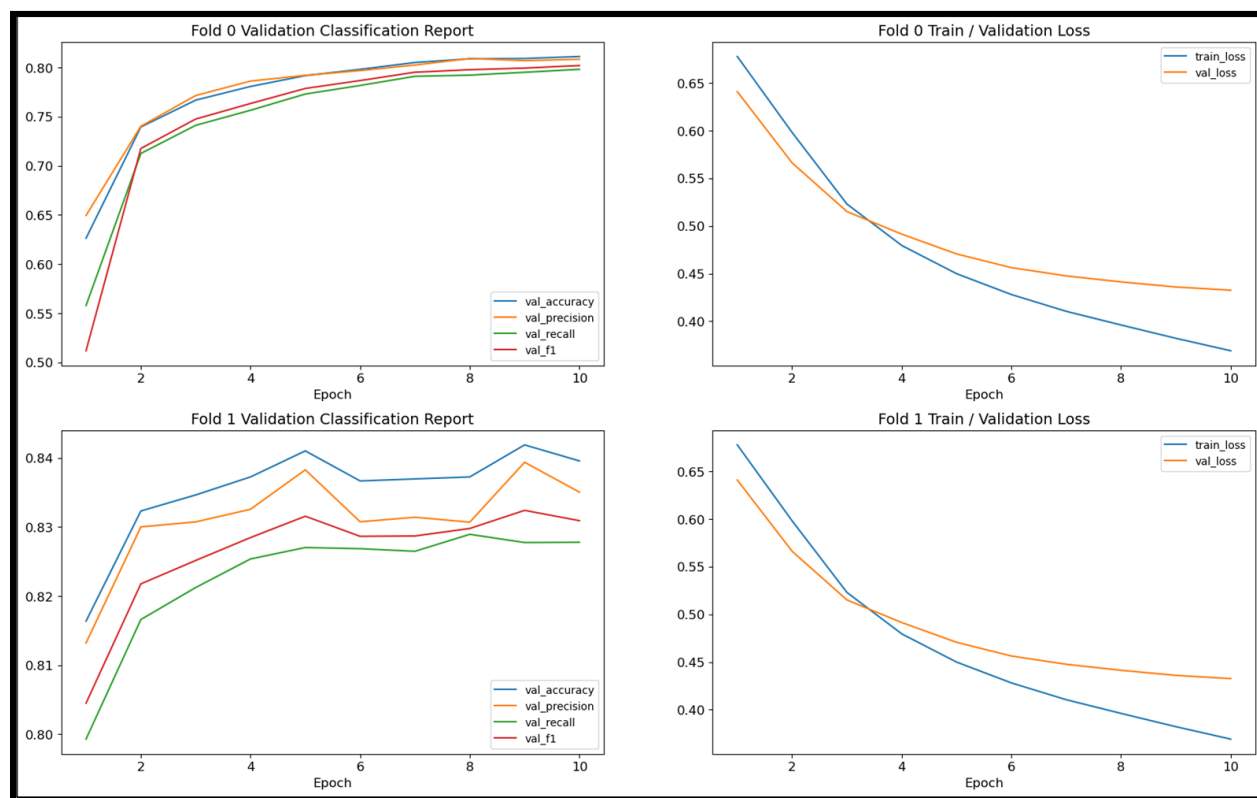 Fold 0 Validation Classification Report
0.80
0.75
0.70
0.65
0.60
0.55
0.50
2
4
6
8
10
Epoch
val_accuracy
val_precision
val_recall
val_f1
Fold 0 Train / Validation Loss
0.65
0.60
0.55
0.50
0.45
0.40
2
4
6
8
10
Epoch
train_loss
val_loss
Fold 1 Validation Classification Report
0.84
0.83
0.82
0.81
0.80
2
4
6
8
10
Epoch
val_accuracy
val_precision
val_recall
val_f1
Fold 1 Train / Validation Loss
0.65
0.60
0.55
0.50
0.45
0.40
2
4
6
8
10
Epoch
train_loss
val_loss